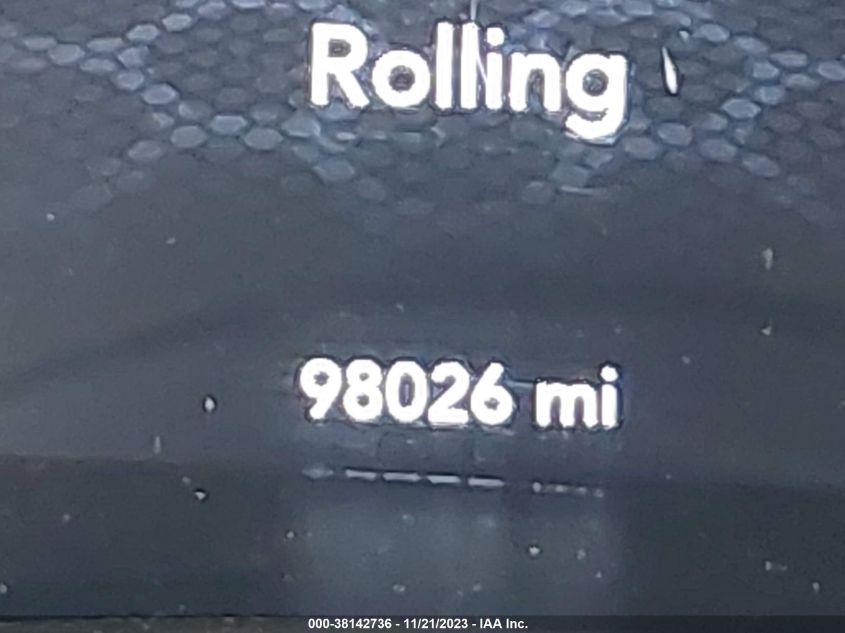 Rolling
98026 mi
000-38142736 - 11/21/2023 - IAA Inc.